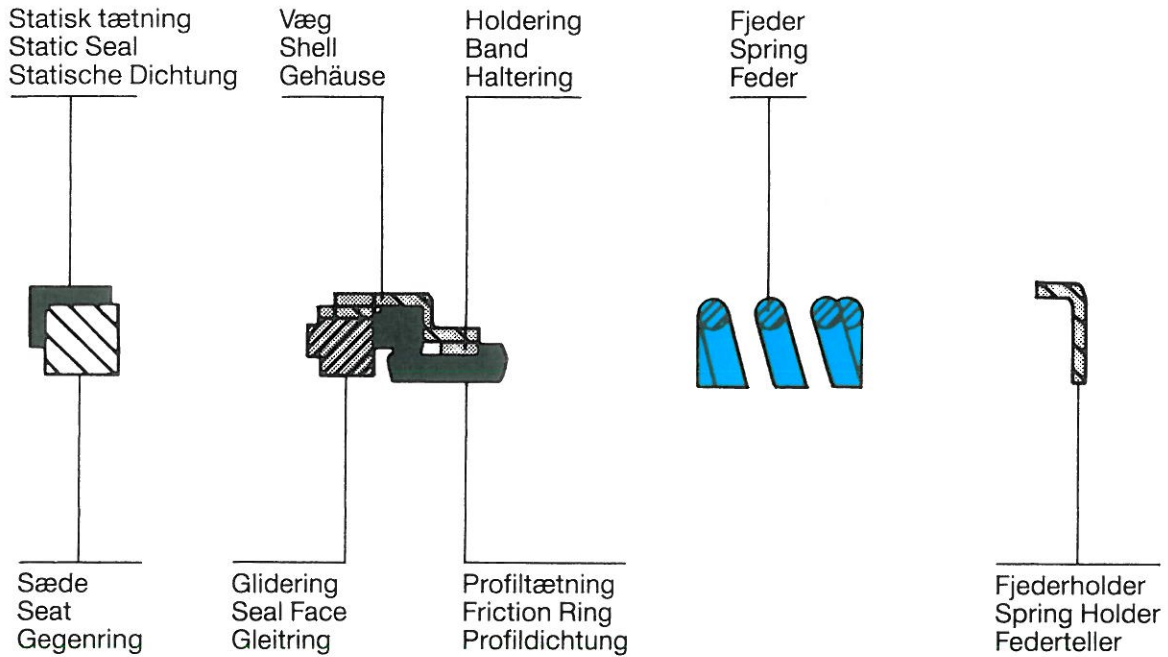 Statisk tætning
Static Seal
Statische Dichtung
Væg
Shell
Gehäuse
Holdering
Band
Haltering
Fjeder
Spring
Feder
Sæde
Seat
Gegenring
Glidering
Seal Face
Gleitring
Profiltætning
Friction Ring
Profildichtung
Fjederholder
Spring Holder
Federteller